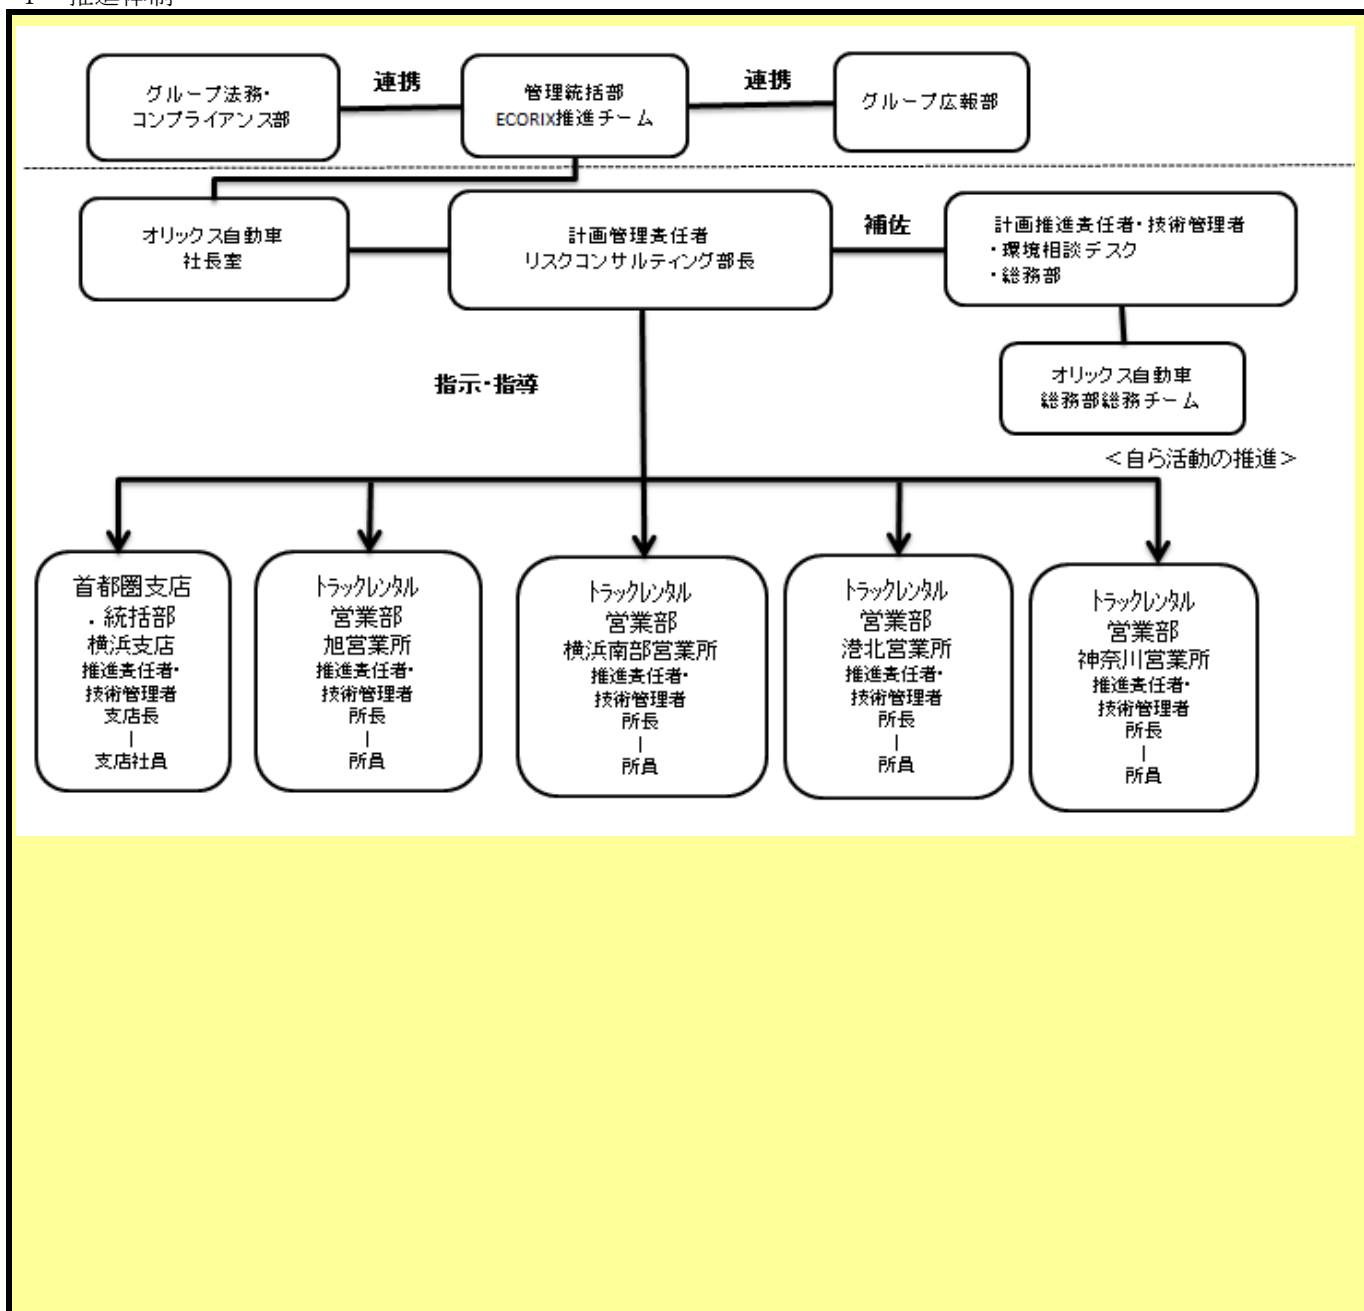 推進体制
グループ法務・
コンプライアンス部
連携
管理統括部
ECORIX推進チーム
連携
グループ広報部
オリックス自動車
社長室
計画管理責任者
リスクコンサルティング部長
補佐
計画推進責任者・技術管理者
・環境相談デスク
・総務部
オリックス自動車
総務部総務チーム
指示・指導
＜自ら活動の推進＞
首都圏支店
．統括部
横浜支店
推進責任者・
技術管理者
支店長
｜
支店社員
トラックレンタル
営業部
旭営業所
推進責任者・
技術管理者
所長
｜
所員
トラックレンタル
営業部
横浜南部営業所
推進責任者・
技術管理者
所長
｜
所員
トラックレンタル
営業部
港北営業所
推進責任者・
技術管理者
所長
｜
所員
トラックレンタル
営業部
神奈川営業所
推進責任者・
技術管理者
所長
｜
所員